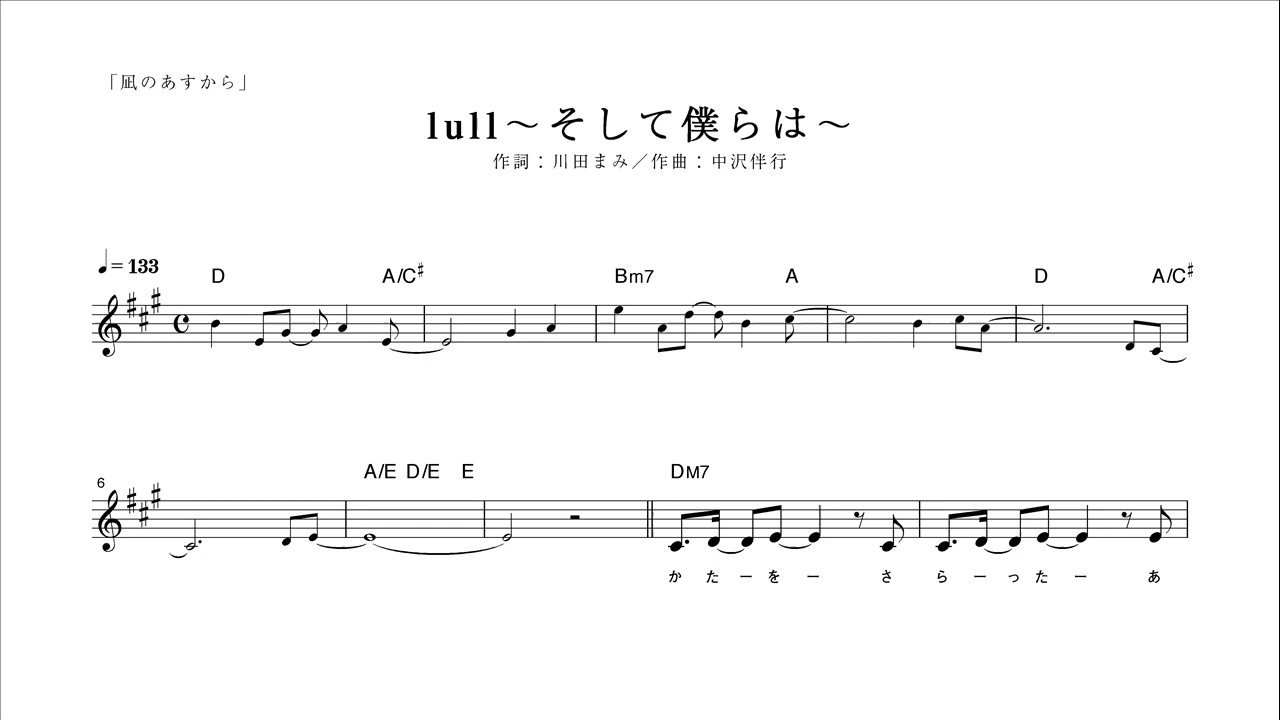 「凪のあすから」
lull～そして僕らは～
作詞：川田まみ／作曲：中沢伴行
♩＝133
D A/C♯ Bm7 A D A/C♯
6
A/E D/E E DM7
か た ー を ー さ ら ー っ た ー あ